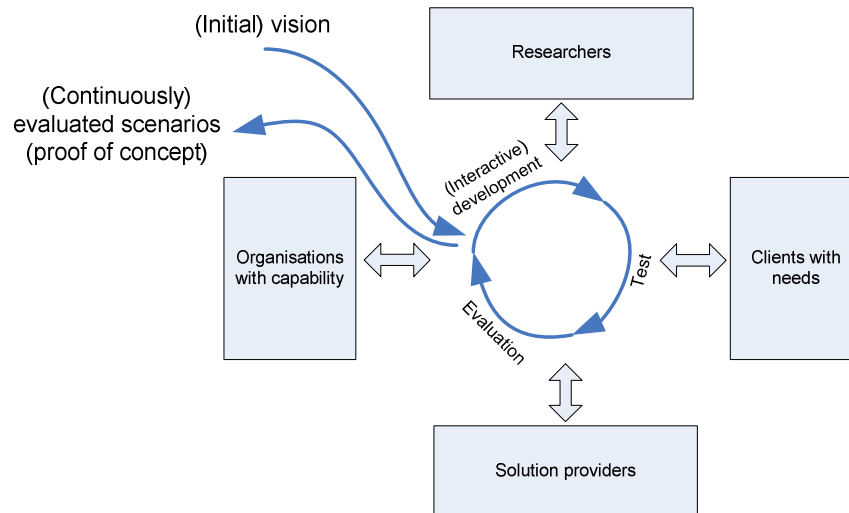 (Initial) vision
Researchers
(Continuously)
evaluated scenarios
(proof of concept)
(Interactive)
development
Organisations
with capability
Test
Clients with
needs
Evaluation
Solution providers